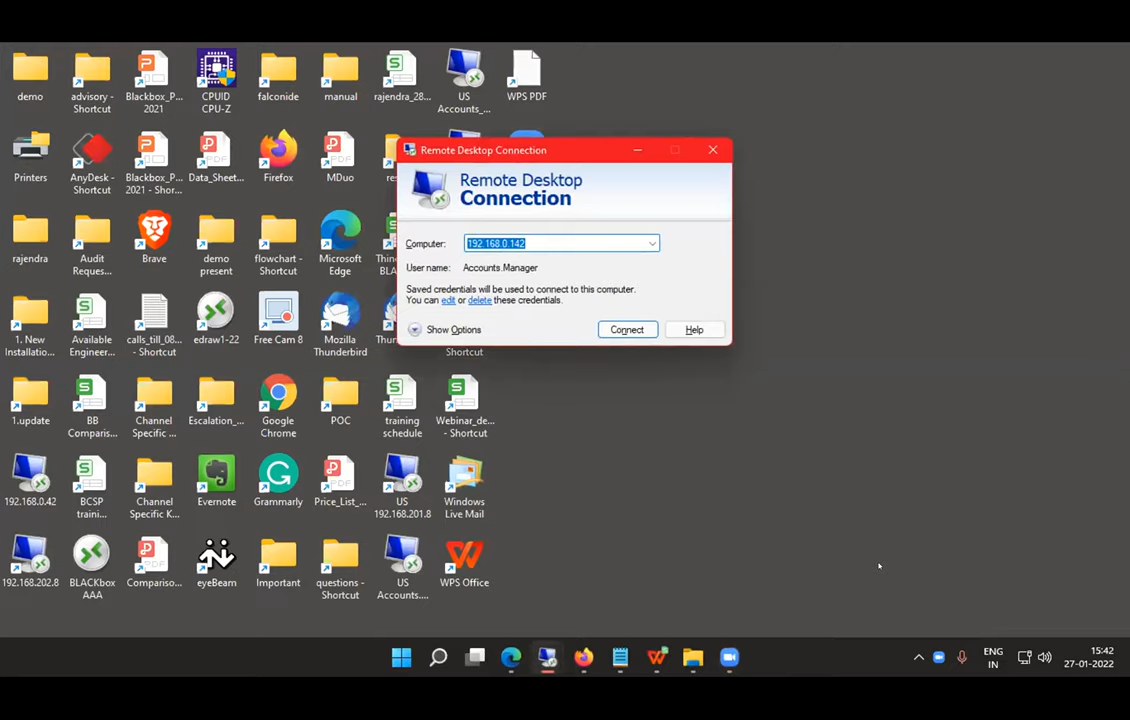 demo
advisory -
Shortcut
Blackbox_P...
2021
CPUID
CPU-Z
falconide
manual
rajendra_28...
US
Accounts_...
WPS PDF
Printers
AnyDesk -
Shortcut
Blackbox_P...
2021 - Shor...
Data_Sheet...
Firefox
MDuo
res
Remote Desktop Connection
Remote Desktop
Connection
Computer:
192.168.0.142
User name:
Accounts.Manager
Saved credentials will be used to connect to this computer.
You can edit or delete these credentials.
Show Options
Connect
Help
rajendra
Audit
Reques...
Brave
demo
present
flowchart -
Shortcut
Microsoft
Edge
Thin
BLA
1. New
Installatio...
Available
Engineer...
calls_till_08...
- Shortcut
edraw1-22
Free Cam 8
Mozilla
Thunderbird
Thun
Shortcut
1.update
BB
Comparis...
Channel
Specific ...
Escalation_...
Google
Chrome
POC
training
schedule
Webinar_de...
- Shortcut
192.168.0.42
BCSP
traini...
Channel
Specific K...
Evernote
Grammarly
Price_List_...
US
192.168.201.8
Windows
Live Mail
192.168.202.8
BLACKbox
AAA
Compariso...
eyeBeam
Important
questions -
Shortcut
US
Accounts....
WPS Office
ENG
IN
15:42
27-01-2022